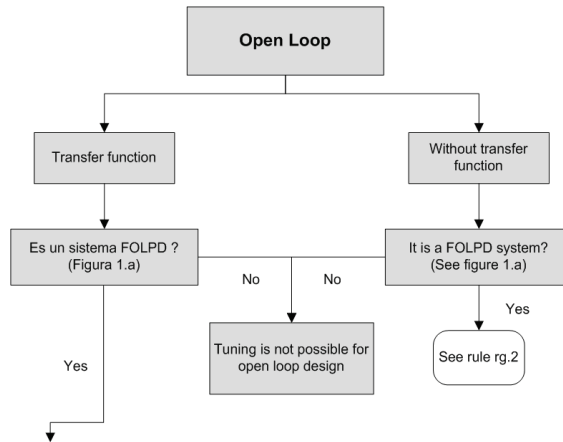 Open Loop
Transfer function
Without transfer
function
Es un sistema FOLPD ?
(Figura 1.a)
It is a FOLPD system?
(See figure 1.a)
No
No
Yes
Tuning is not possible for
open loop design
See rule rg.2
Yes